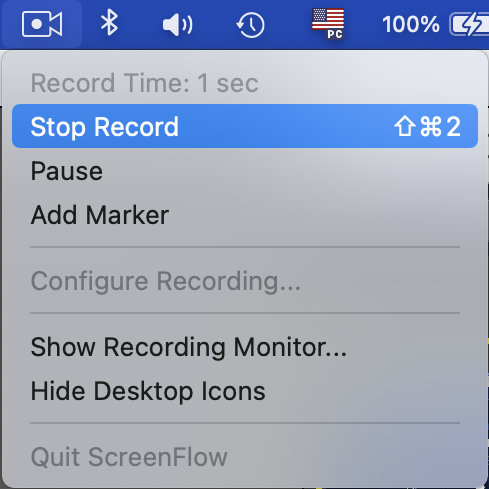 PC
100%
Record Time: 1 sec
Stop Record ⇧⌘2
Pause
Add Marker
Configure Recording...
Show Recording Monitor...
Hide Desktop Icons
Quit ScreenFlow